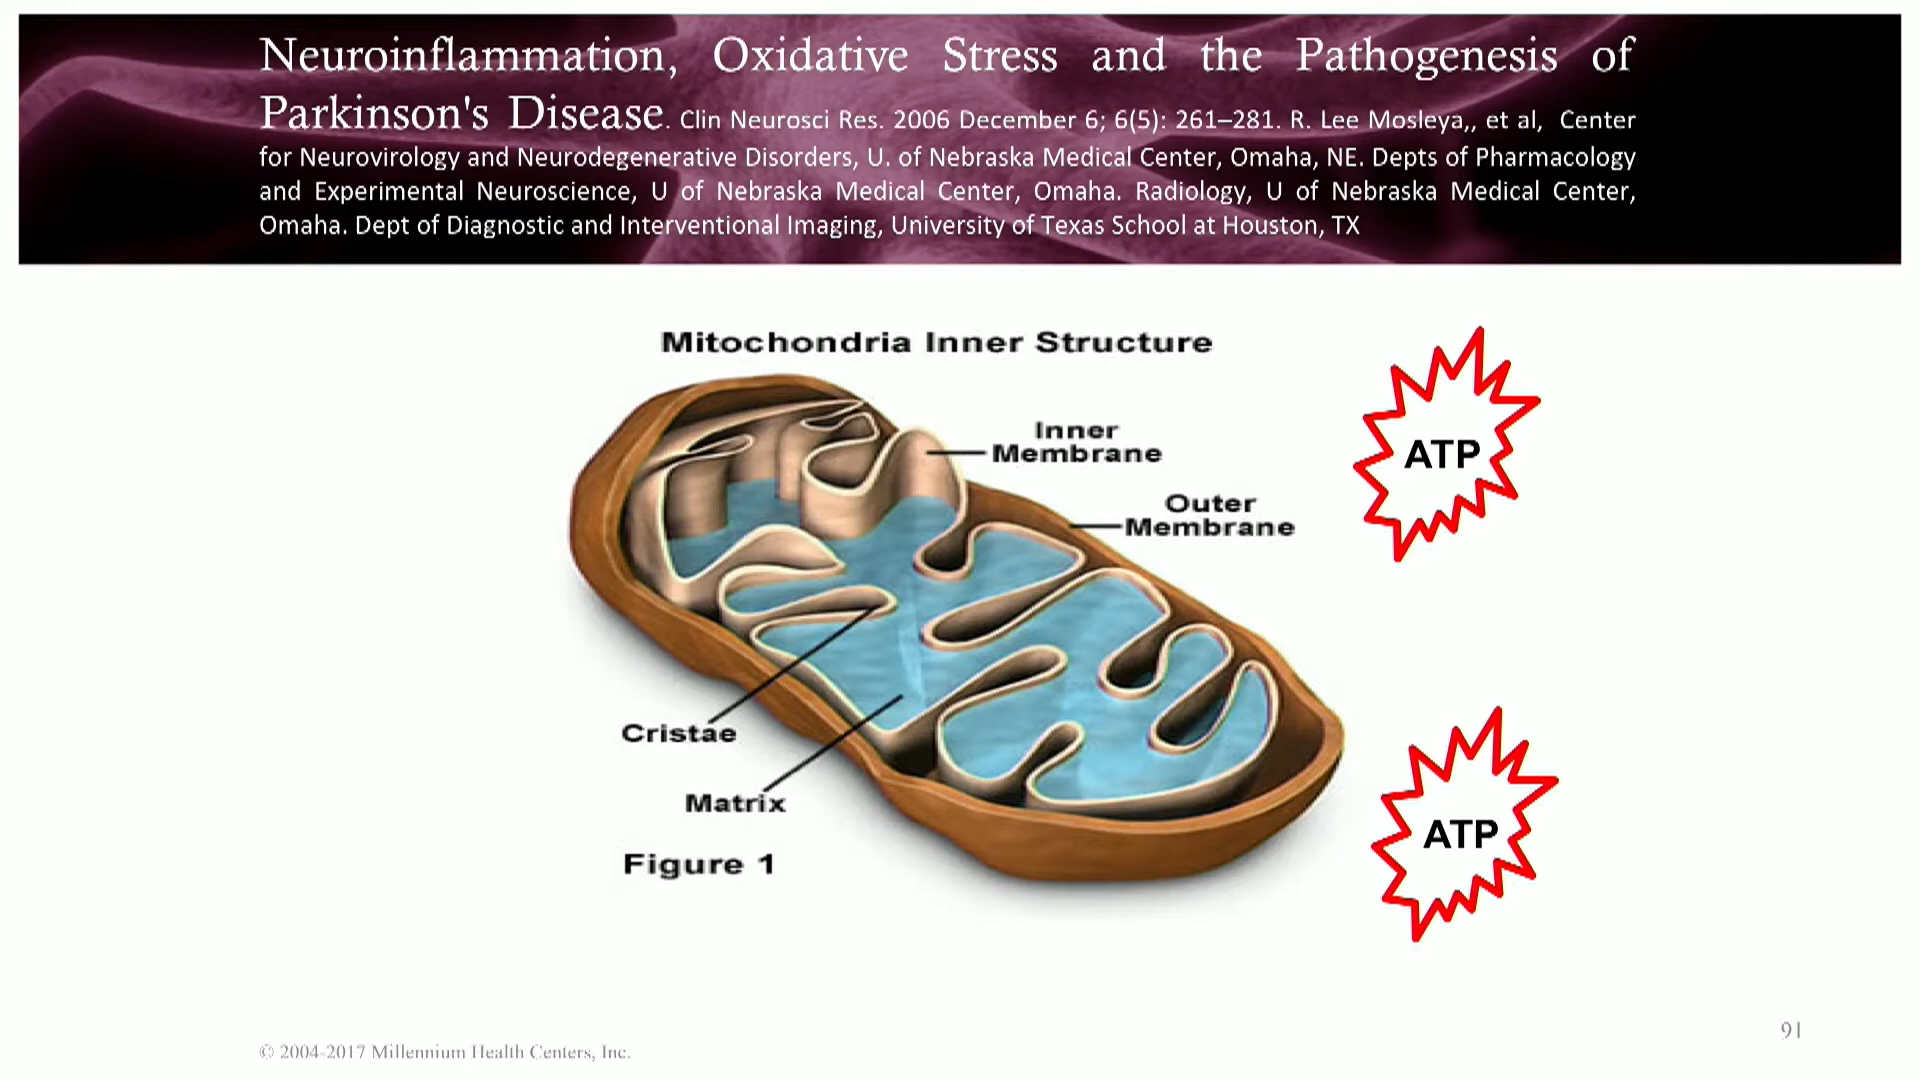 Neuroinflammation, Oxidative Stress and the Pathogenesis of
Parkinson's Disease. Clin Neurosci Res. 2006 December 6; 6(5): 261–281. R. Lee Mosleya,, et al, Center
for Neurovirology and Neurodegenerative Disorders, U. of Nebraska Medical Center, Omaha, NE. Depts of Pharmacology
and Experimental Neuroscience, U of Nebraska Medical Center, Omaha. Radiology, U of Nebraska Medical Center,
Omaha. Dept of Diagnostic and Interventional Imaging, University of Texas School at Houston, TX
Mitochondria Inner Structure
Inner
Membrane
Outer
Membrane
ATP
Cristae
Matrix
ATP
Figure 1
91
© 2004-2017 Millennium Health Centers, Inc.